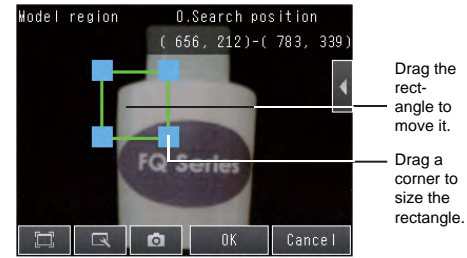 Model region
0.Search position
( 656, 212)-( 783, 339)
FQ Series
OK
Cancel
Drag the
rect-
angle to
move it.
Drag a
corner to
size the
rectangle.